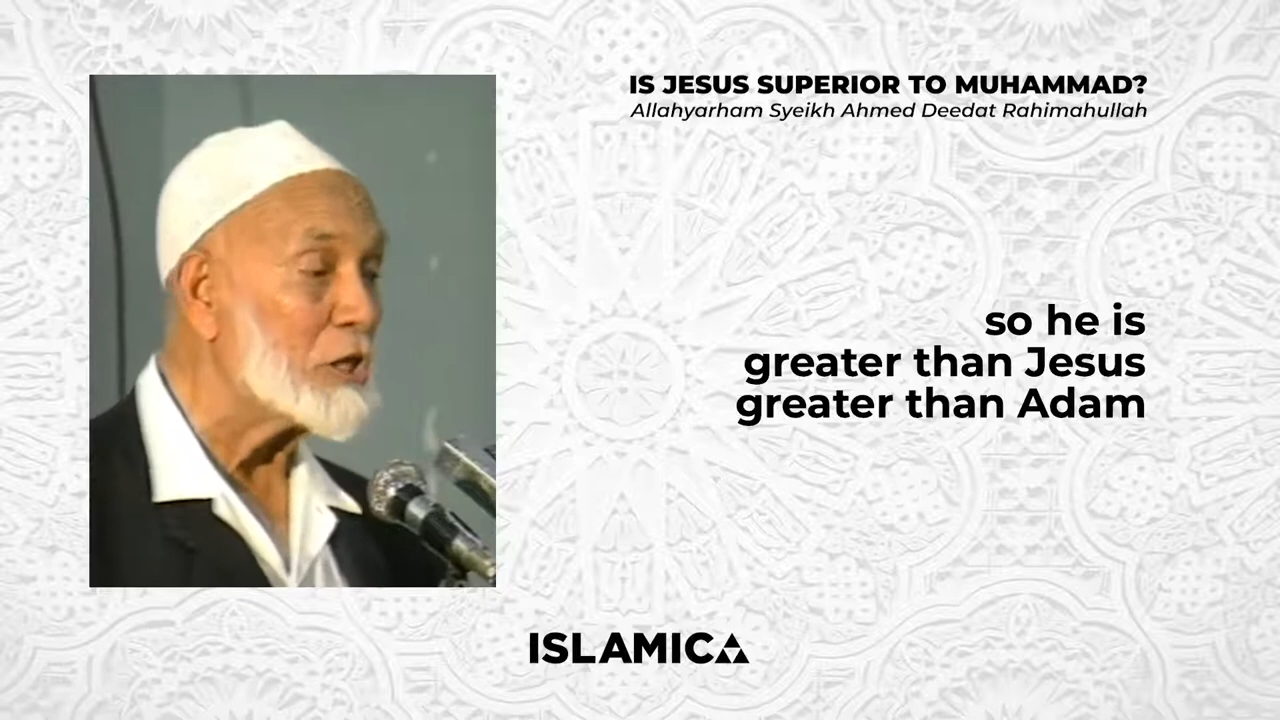 IS JESUS SUPERIOR TO MUHAMMAD?
Allahyarham Syeikh Ahmed Deedat Rahimahullah
so he is
greater than Jesus
greater than Adam
ISLAMICA